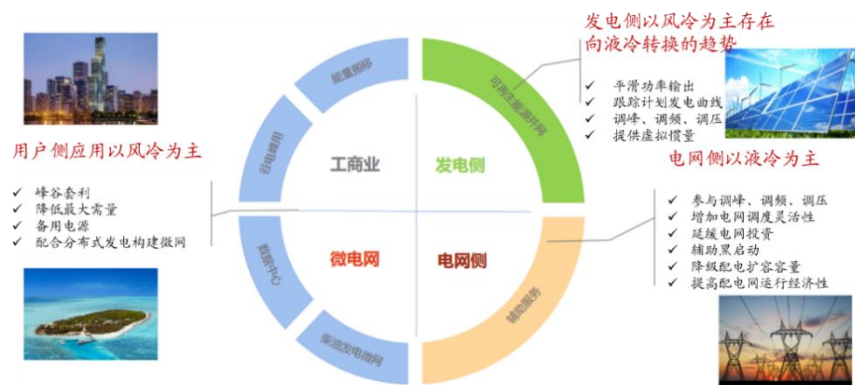 发电侧以风冷为主存在
向液冷转换的趋势
✓ 平滑功率输出
✓ 跟踪计划发电曲线
✓ 调峰、调频、调压
✓ 提供虚拟惯量
能量搬移
可再生能源并网
谷电峰用
用户侧应用以风冷为主
工商业
发电侧
电网侧以液冷为主
✓ 峰谷套利
✓ 降低最大需量
✓ 备用电源
✓ 配合分布式发电构建微网
✓ 参与调峰、调频、调压
✓ 增加电网调度灵活性
✓ 延缓电网投资
✓ 辅助黑启动
✓ 降级配电扩容容量
✓ 提高配电网运行经济性
数据中心
微电网
电网侧
辅助服务
柴油发电微网